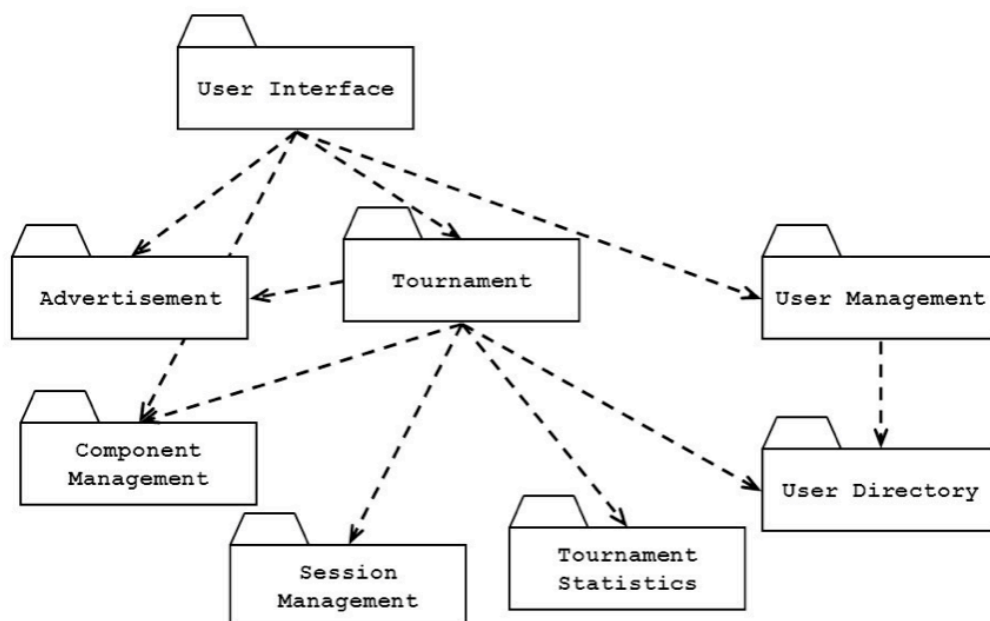 User Interface
Advertisement
Tournament
User Management
Component
Management
User Directory
Session
Management
Tournament
Statistics